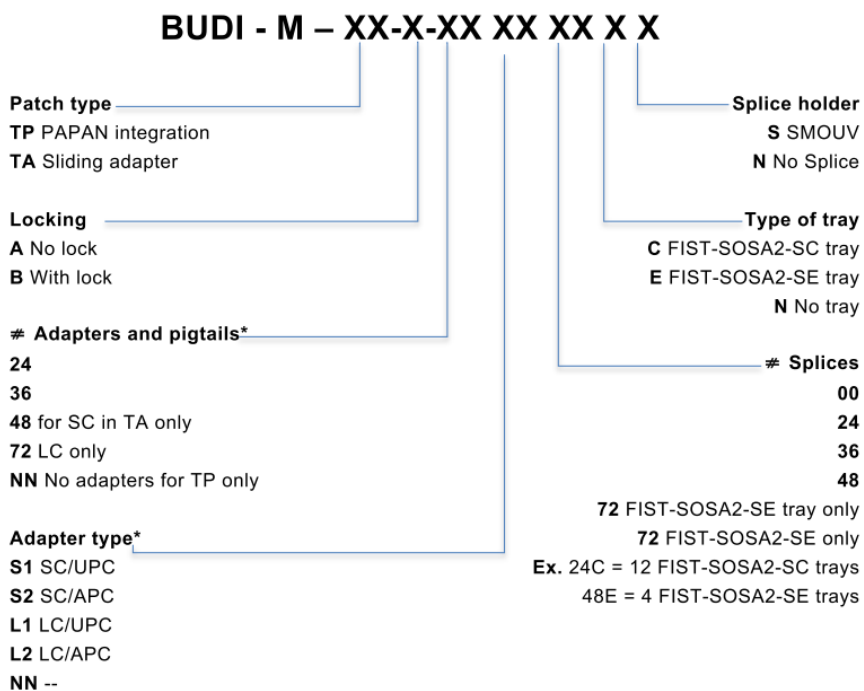 BUDI - M – XX-X-XX XX XX X X
Patch type
TP PAPAN integration
TA Sliding adapter
Locking
A No lock
B With lock
# Adapters and pigtails*
24
36
48 for SC in TA only
72 LC only
NN No adapters for TP only
Adapter type*
S1 SC/UPC
S2 SC/APC
L1 LC/UPC
L2 LC/APC
NN --
Splice holder
S SMOUV
N No Splice
Type of tray
C FIST-SOSA2-SC tray
E FIST-SOSA2-SE tray
N No tray
# Splices
00
24
36
48
72 FIST-SOSA2-SE tray only
72 FIST-SOSA2-SE only
Ex. 24C = 12 FIST-SOSA2-SC trays
48E = 4 FIST-SOSA2-SE trays